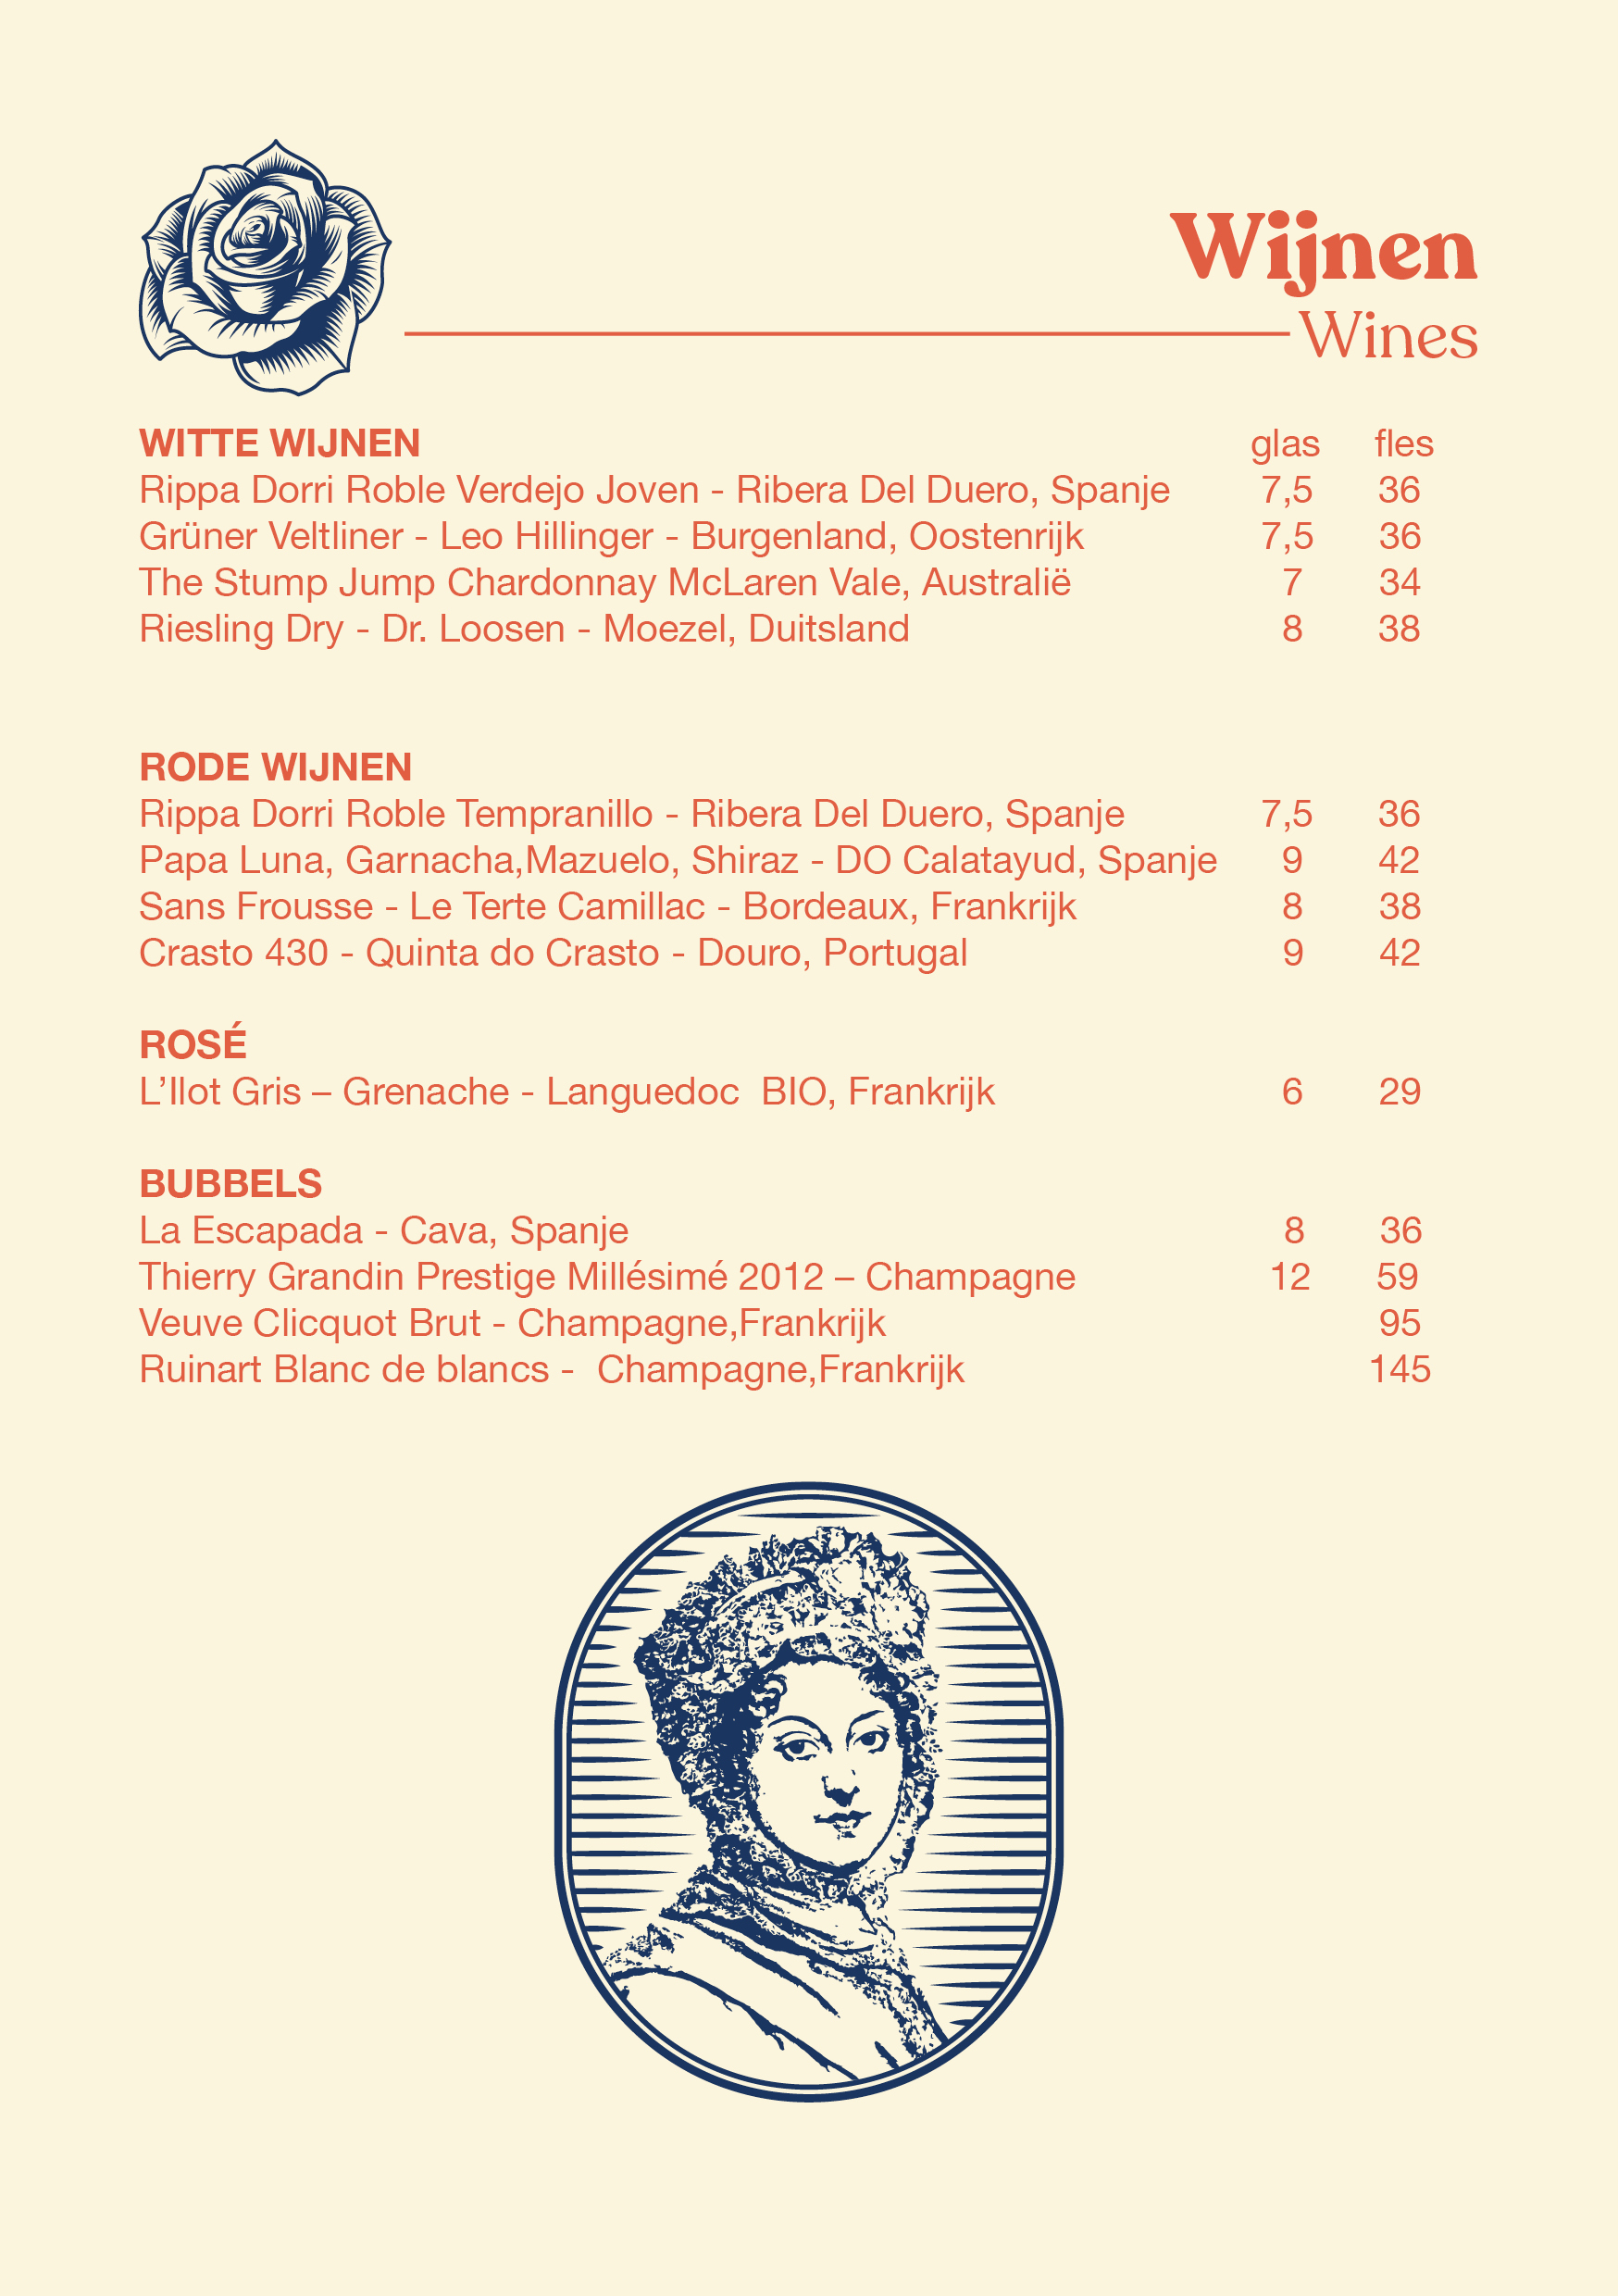 Wijnen
Wines
WITTE WIJNEN glas fles
Rippa Dorri Roble Verdejo Joven - Ribera Del Duero, Spanje 7,5 36
Grüner Veltliner - Leo Hillinger - Burgenland, Oostenrijk 7,5 36
The Stump Jump Chardonnay McLaren Vale, Australië 7 34
Riesling Dry - Dr. Loosen - Moezel, Duitsland 8 38
RODE WIJNEN
Rippa Dorri Roble Tempranillo - Ribera Del Duero, Spanje 7,5 36
Papa Luna, Garnacha,Mazuelo, Shiraz - DO Calatayud, Spanje 9 42
Sans Frousse - Le Terte Camillac - Bordeaux, Frankrijk 8 38
Crasto 430 - Quinta do Crasto - Douro, Portugal 9 42
ROSÉ
L’Ilot Gris – Grenache - Languedoc  BIO, Frankrijk 6 29
BUBBELS
La Escapada - Cava, Spanje 8 36
Thierry Grandin Prestige Millésimé 2012 – Champagne 12 59
Veuve Clicquot Brut - Champagne,Frankrijk 95
Ruinart Blanc de blancs -  Champagne,Frankrijk 145